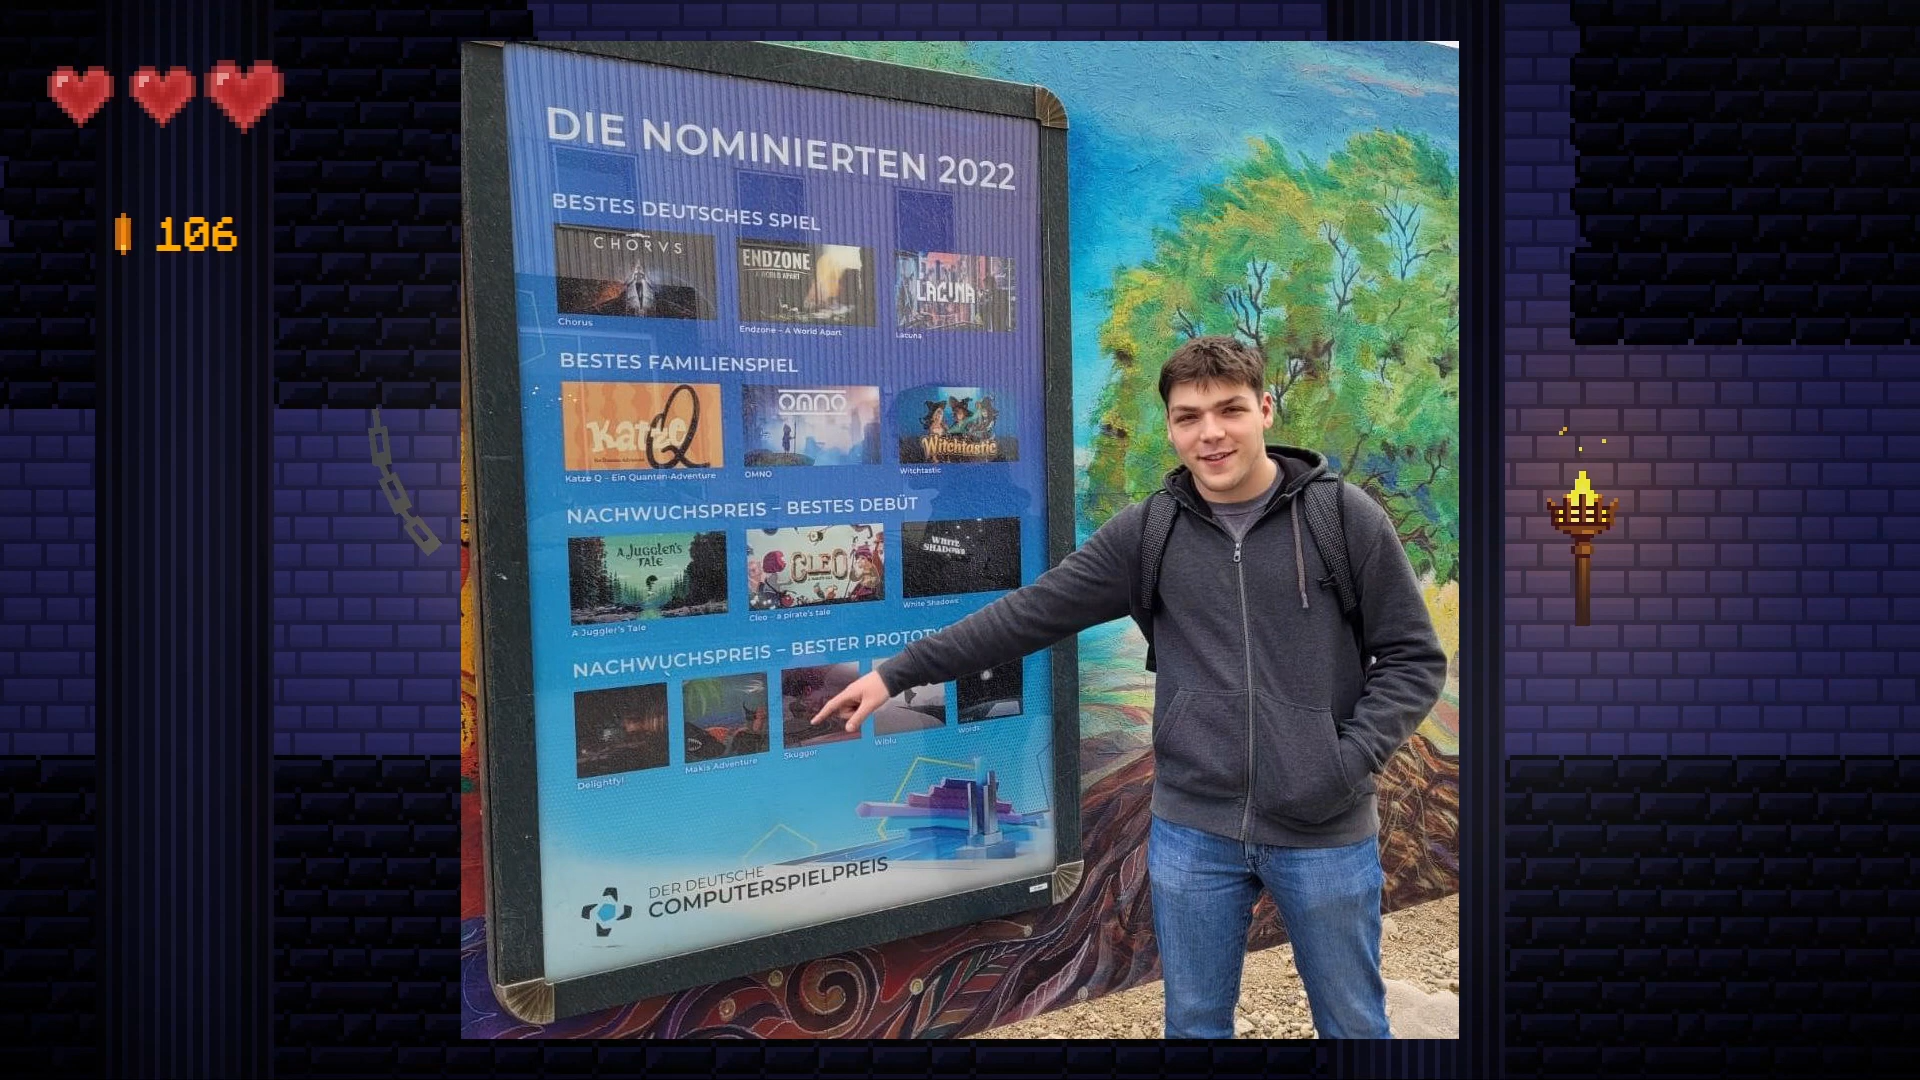 106
DIE NOMINIERTEN 2022
BESTES DEUTSCHES SPIEL
CHORVS
ENDZONE
A WORLD APART
LACUNA
Chorus
Endzone – A World Apart
Lacuna
BESTES FAMILIENSPIEL
Katze Q
OMNO
Witchtastic
Katze Q – Ein Quanten-Adventure
OMNO
Witchtastic
NACHWUCHSPREIS – BESTES DEBÜT
A JUGGLER'S
TALE
CLEO
WHITE
SHADOWS
A Juggler's Tale
Cleo – a pirate's tale
White Shadows
NACHWUCHSPREIS – BESTER PROTOTY
Delightfyl
Makis Adventure
Skuggor
Wiblu
Words
DER DEUTSCHE
COMPUTERSPIELPREIS